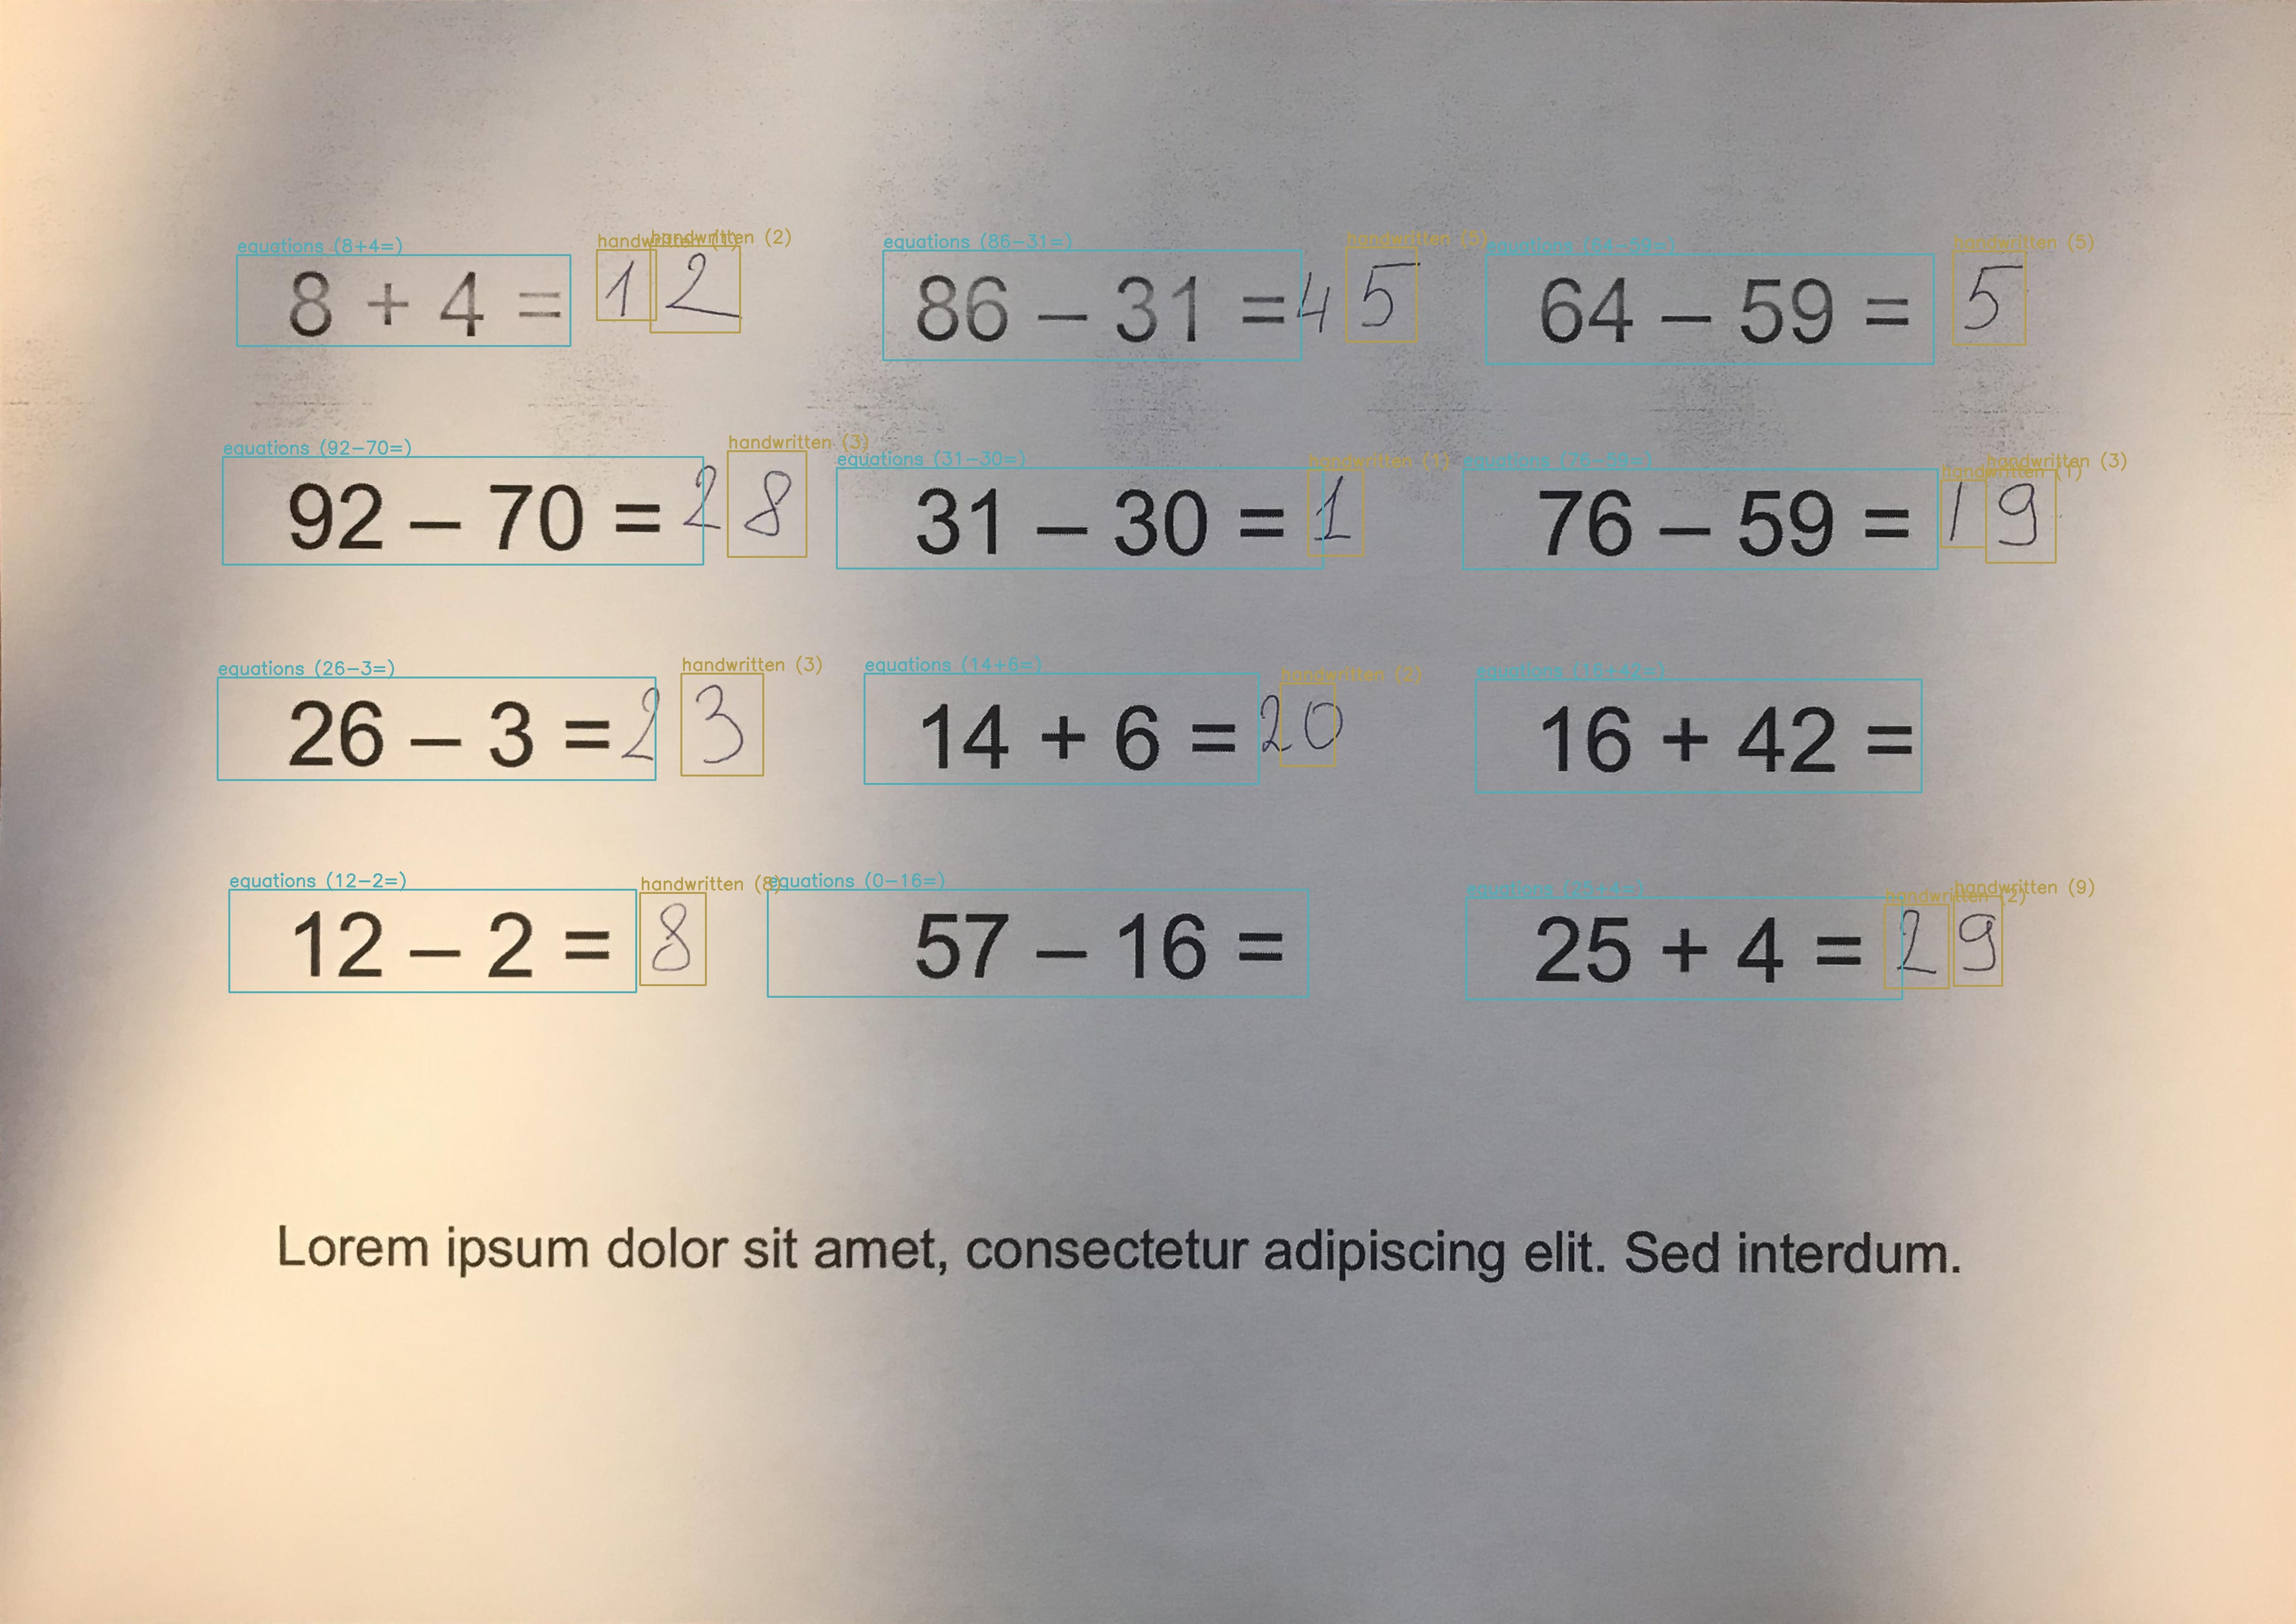 equations (8+4=) handwritten (1) handwritten (2) equations (86-31=) handwritten (5) equations (64-59=) handwritten (5)
8 + 4 = 12 86 – 31 = 45 64 – 59 = 5
equations (92-70=) handwritten (3) equations (31-30=) handwritten (1) equations (76-59=) handwritten (1) handwritten (3)
92 – 70 = 28 31 – 30 = 1 76 – 59 = 19
equations (26-3=) handwritten (3) equations (14+6=) handwritten (2) equations (16+42=)
26 – 3 = 23 14 + 6 = 20 16 + 42 =
equations (12-2=) handwritten (8) equations (0-16=) equations (25+4=) handwritten (2) handwritten (9)
12 – 2 = 8 57 – 16 = 25 + 4 = 29
Lorem ipsum dolor sit amet, consectetur adipiscing elit. Sed interdum.